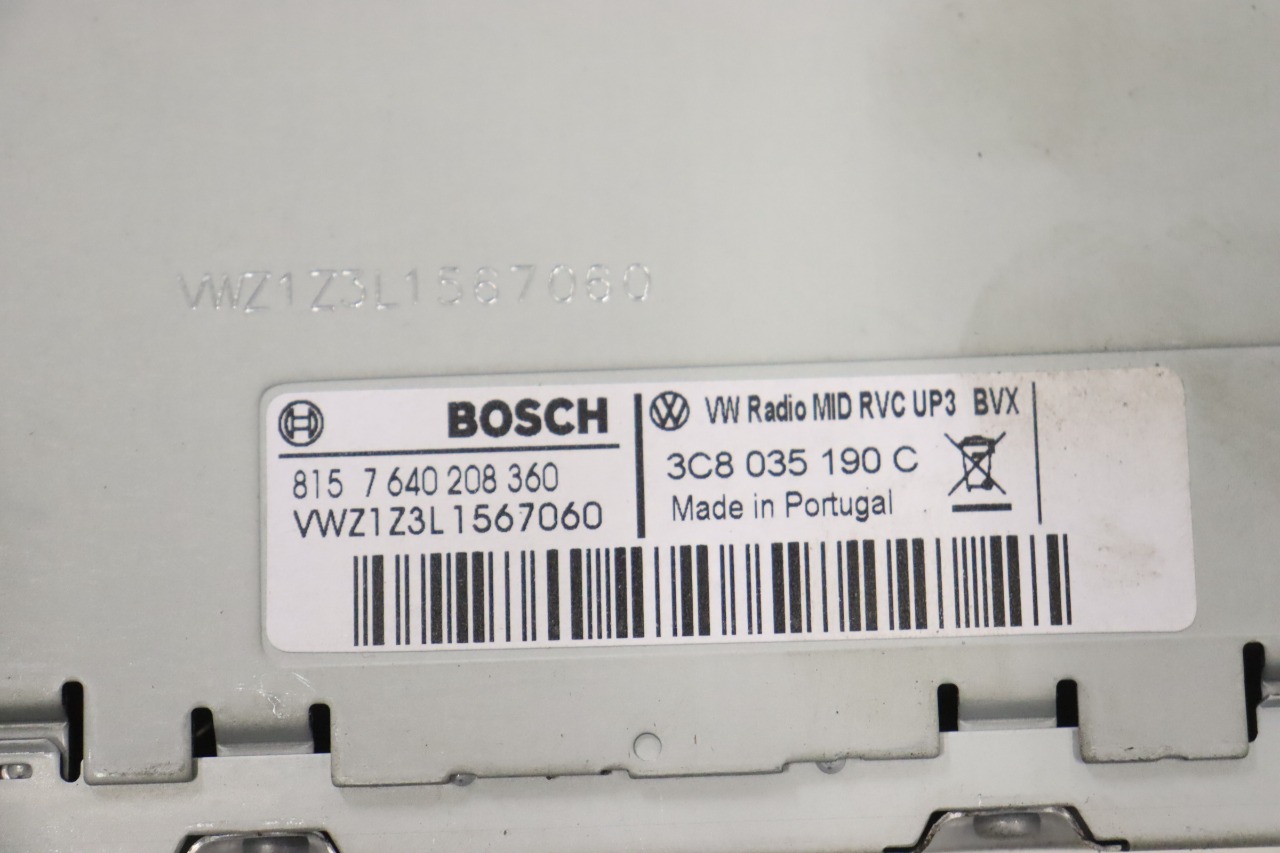 VWZ1Z3L1567060
BOSCH
815 7 640 208 360
VWZ1Z3L1567060
VW Radio MID RVC UP3 BVX
3C8 035 190 C
Made in Portugal